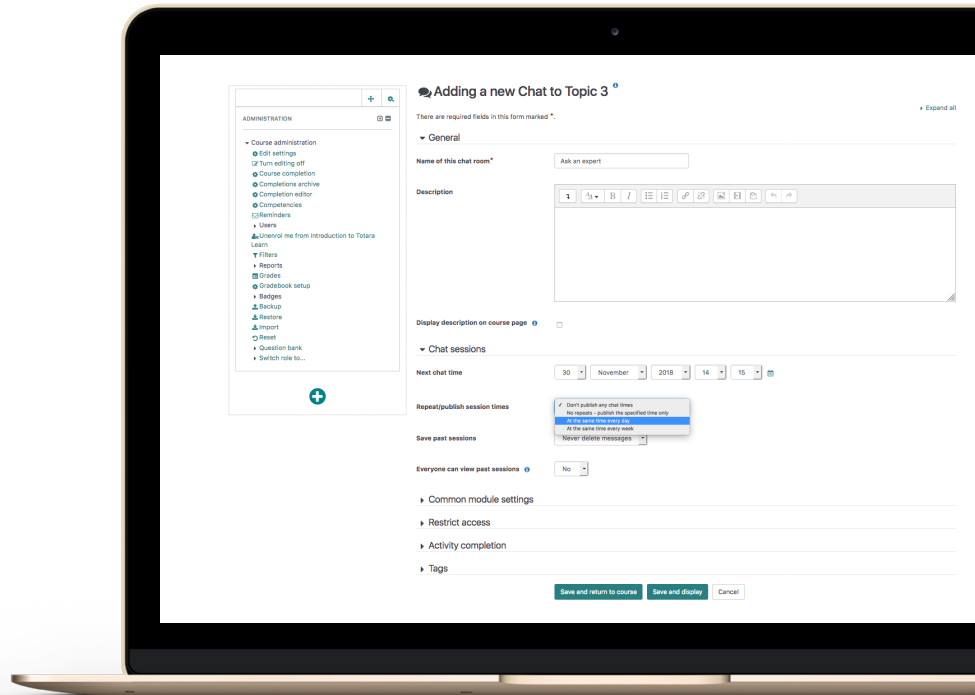 ADMINISTRATION
Course administration
Edit settings
Turn editing off
Course completion
Completions archive
Completion editor
Competencies
Reminders
Users
Unenrol me from Introduction to Totara
Learn
Filters
Reports
Grades
Gradebook setup
Badges
Backup
Restore
Import
Reset
Question bank
Switch role to...
Adding a new Chat to Topic 3
Expand all
There are required fields in this form marked *.
General
Name of this chat room* Ask an expert
Description
B I
Display description on course page
Chat sessions
Next chat time 30 November 2018 14 15
Repeat/publish session times
✓ Don't publish any chat times
No repeats - publish the specified time only
At the same time every day
At the same time every week
Save past sessions Never delete messages
Everyone can view past sessions No
Common module settings
Restrict access
Activity completion
Tags
Save and return to course Save and display Cancel